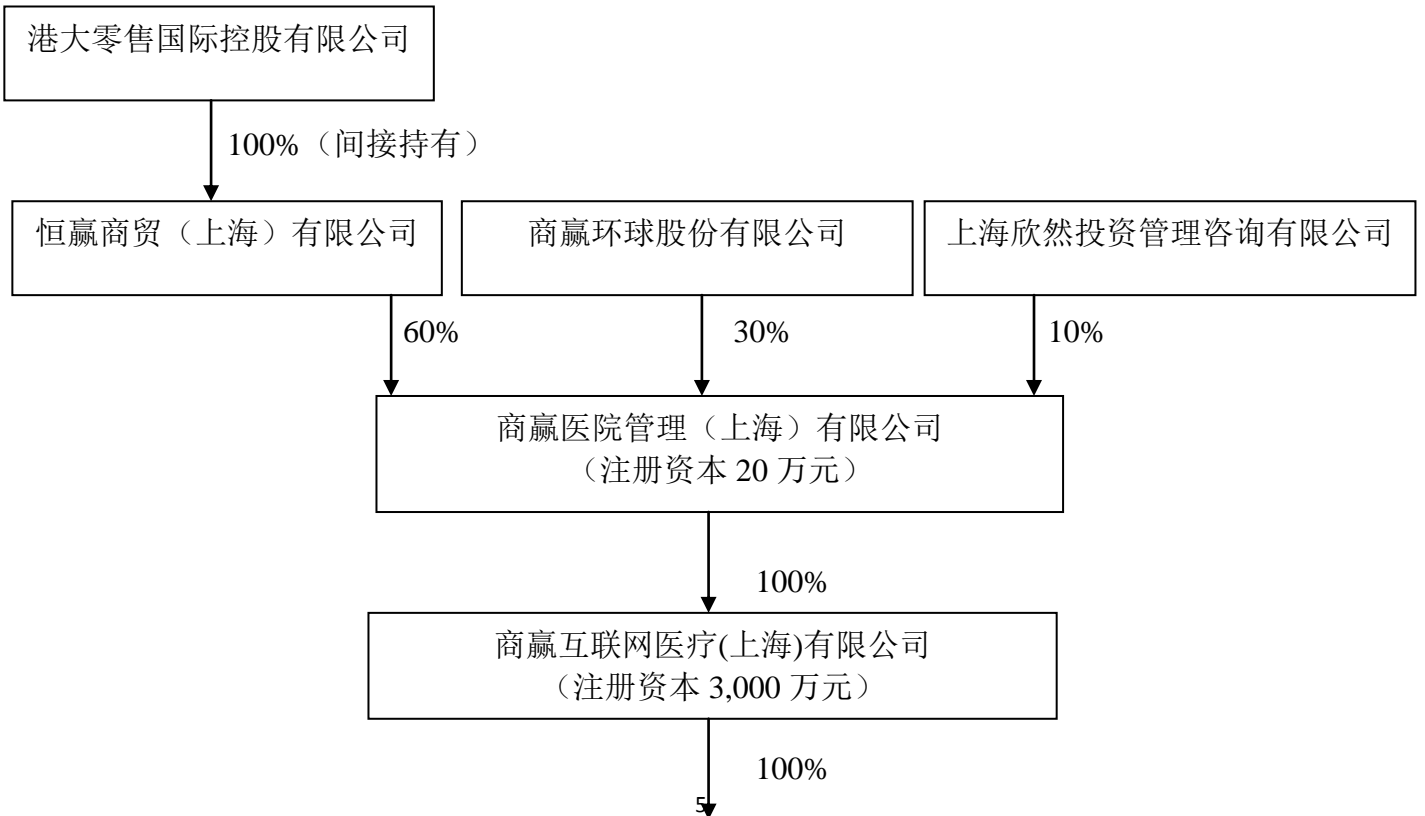 港大零售国际控股有限公司
100%（间接持有）
恒赢商贸（上海）有限公司
商赢环球股份有限公司
上海欣然投资管理咨询有限公司
60%
30%
10%
商赢医院管理（上海）有限公司
（注册资本 20 万元）
100%
商赢互联网医疗(上海)有限公司
（注册资本 3,000 万元）
100%
5